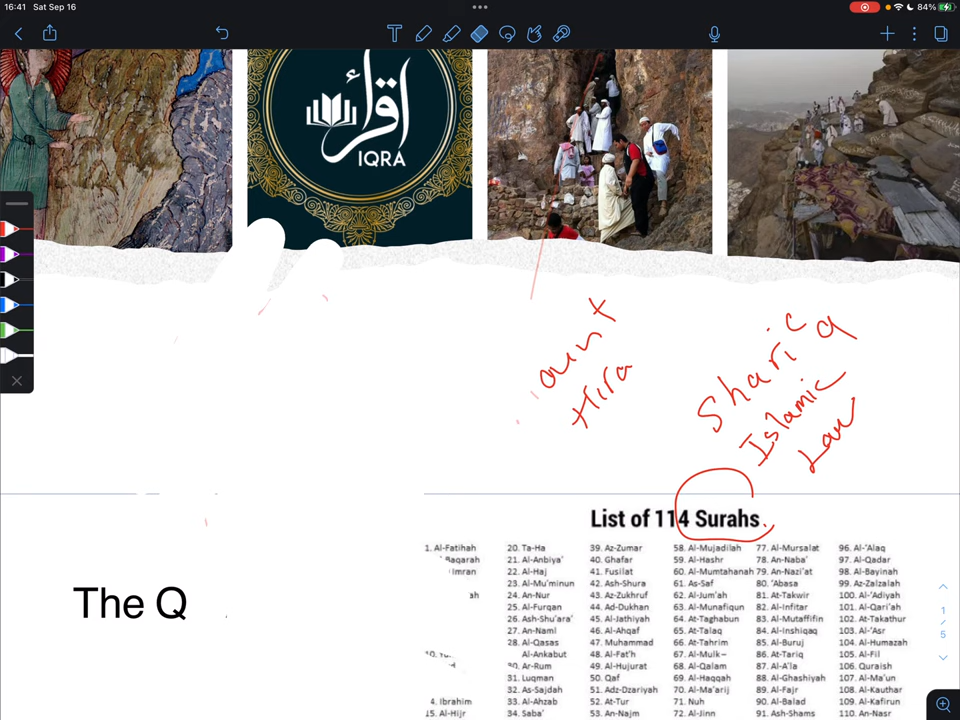 16:41 Sat Sep 16
84%
اقرأ
IQRA
ount
Hira
Sharia
Islamic
Law
List of 114 Surahs
The Q
1. Al-Fatihah
Baqarah
Imran
ah
4. Ibrahim
15. Al-Hijr
20. Ta-Ha
21. Al-Anbiya'
22. Al-Haj
23. Al-Mu'minun
24. An-Nur
25. Al-Furqan
26. Ash-Shu'ara'
27. An-Naml
28. Al-Qasas
Al-Ankabut
30. Ar-Rum
31. Luqman
32. As-Sajdah
33. Al-Ahzab
34. Saba'
39. Az-Zumar
40. Ghafar
41. Fusilat
42. Ash-Shura
43. Az-Zukhruf
44. Ad-Dukhan
45. Al-Jathiyah
46. Al-Ahqaf
47. Muhammad
48. Al-Fat'h
49. Al-Hujurat
50. Qaf
51. Adz-Dzariyah
52. At-Tur
53. An-Najm
58. Al-Mujadilah
59. Al-Hashr
60. Al-Mumtahanah
61. As-Saf
62. Al-Jum'ah
63. Al-Munafiqun
64. At-Taghabun
65. At-Talaq
66. At-Tahrim
67. Al-Mulk–
68. Al-Qalam
69. Al-Haqqah
70. Al-Ma'arij
71. Nuh
72. Al-Jinn
77. Al-Mursalat
78. An-Naba'
79. An-Nazi'at
80. 'Abasa
81. At-Takwir
82. Al-Infitar
83. Al-Mutaffifin
84. Al-Inshiqaq
85. Al-Buruj
86. At-Tariq
87. Al-A'la
88. Al-Ghashiyah
89. Al-Fajr
90. Al-Balad
91. Ash-Shams
96. Al-'Alaq
97. Al-Qadar
98. Al-Bayinah
99. Az-Zalzalah
100. Al-'Adiyah
101. Al-Qari'ah
102. At-Takathur
103. Al-'Asr
104. Al-Humazah
105. Al-Fil
106. Quraish
107. Al-Ma'un
108. Al-Kauthar
109. Al-Kafirun
110. An-Nasr
1
/
5